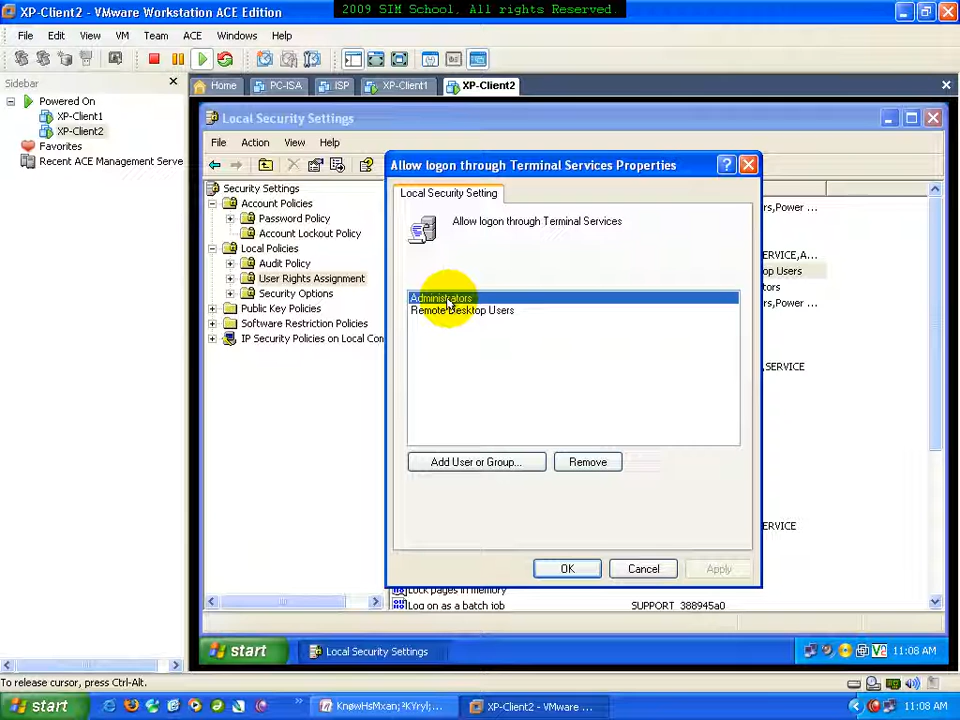 XP-Client2 - VMware Workstation ACE Edition
2009 SIM School, All rights Reserved.
File Edit View VM Team ACE Windows Help
Sidebar
Powered On
XP-Client1
XP-Client2
Favorites
Recent ACE Management Serve
Home PC-ISA ISP XP-Client1 XP-Client2
Local Security Settings
File Action View Help
Security Settings
Account Policies
Password Policy
Account Lockout Policy
Local Policies
Audit Policy
User Rights Assignment
Security Options
Public Key Policies
Software Restriction Policies
IP Security Policies on Local Con
Allow logon through Terminal Services Properties
Local Security Setting
Allow logon through Terminal Services
Administrators
Remote Desktop Users
Add User or Group... Remove
OK Cancel Apply
rs,Power ...
ERVICE,A...
op Users
tors
rs,Power ...
,SERVICE
SERVICE
Lock pages in memory
Log on as a batch job SUPPORT_388945a0
start Local Security Settings 11:08 AM
To release cursor, press Ctrl-Alt.
start XP-Client2 - VMware ... 11:08 AM